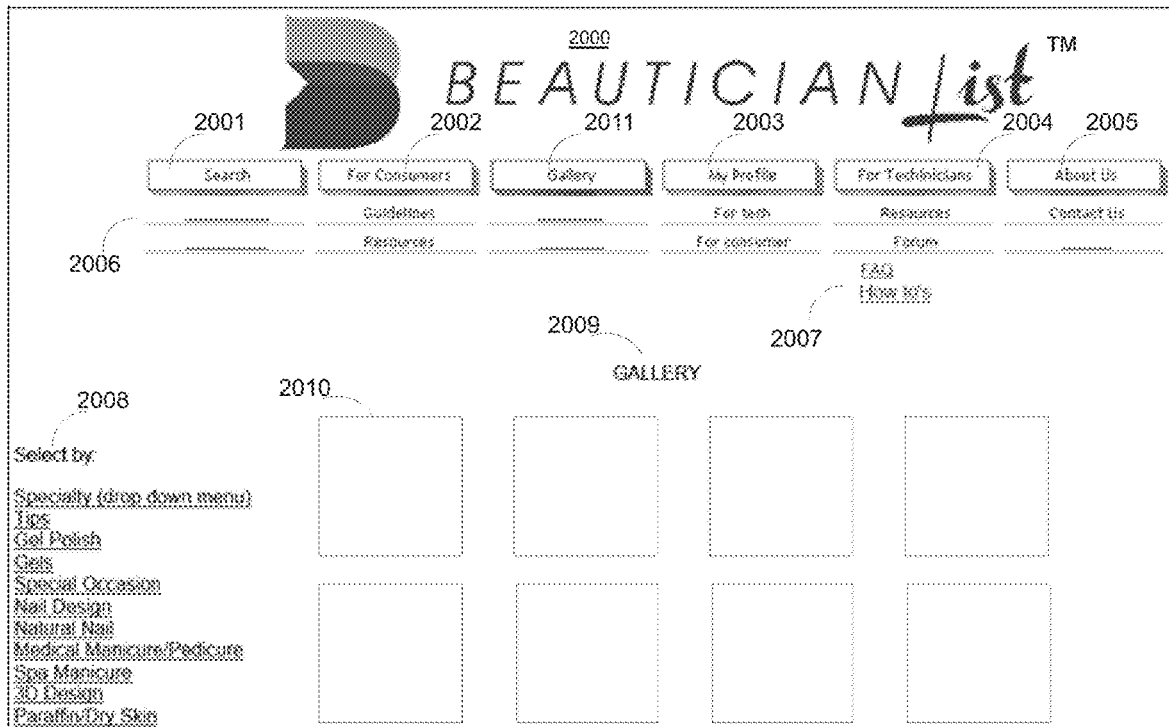 2000
BEAUTICIAN List TM
2001 2002 2011 2003 2004 2005
Search For Consumers Gallery My Profile For Techinicians About Us
Guidelines For tech Resources Contact Us
Resources For consumer Forum
2006
FAQ
How to's
2007
2009
GALLERY
2008
2010
Select by:
Specialty (drop down menu)
Tips
Gel Polish
Gels
Special Occasion
Nail Design
Natural Nail
Medical Manicure/Pedicure
Spa Manicure
3D Design
Paraffin/Dry Skin